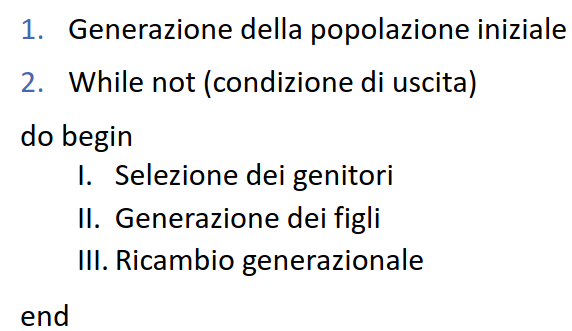 1. Generazione della popolazione iniziale
2. While not (condizione di uscita)
do begin
I. Selezione dei genitori
II. Generazione dei figli
III. Ricambio generazionale
end